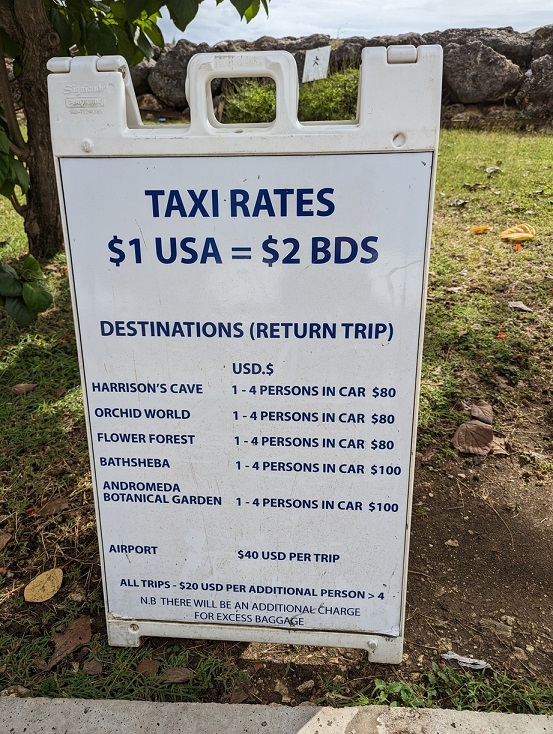 TAXI RATES
$1 USA = $2 BDS
DESTINATIONS (RETURN TRIP)
USD.$
HARRISON'S CAVE 1 - 4 PERSONS IN CAR $80
ORCHID WORLD 1 - 4 PERSONS IN CAR $80
FLOWER FOREST 1 - 4 PERSONS IN CAR $80
BATHSHEBA 1 - 4 PERSONS IN CAR $100
ANDROMEDA
BOTANICAL GARDEN 1 - 4 PERSONS IN CAR $100
AIRPORT $40 USD PER TRIP
ALL TRIPS - $20 USD PER ADDITIONAL PERSON > 4
N.B THERE WILL BE AN ADDITIONAL CHARGE
FOR EXCESS BAGGAGE